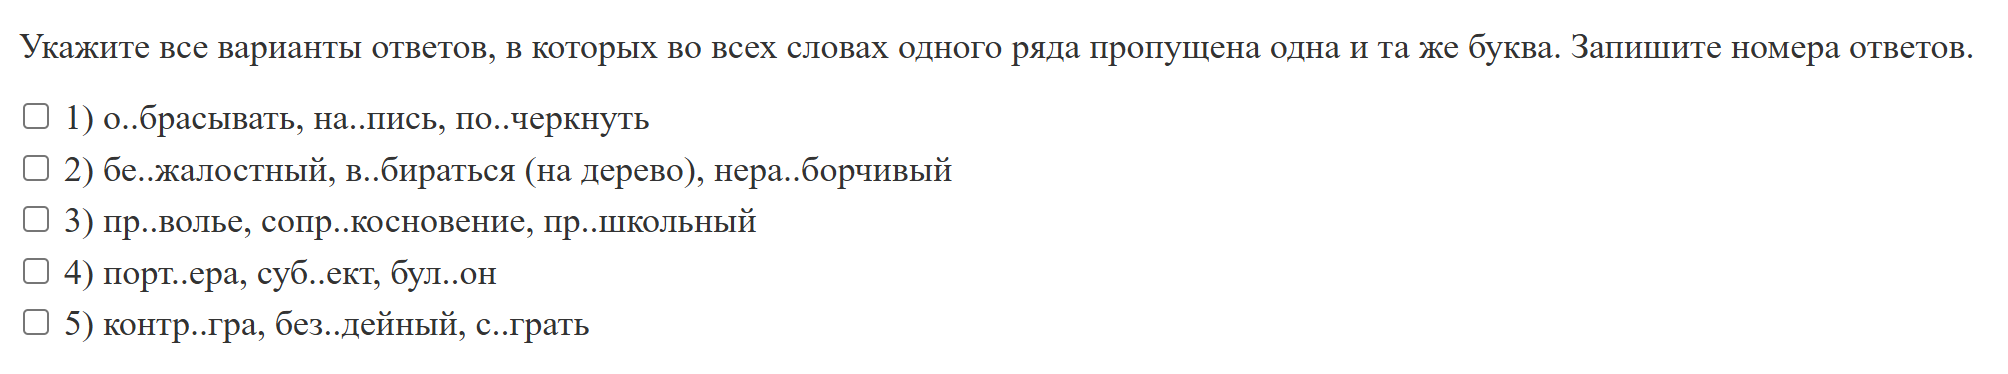 Укажите все варианты ответов, в которых во всех словах одного ряда пропущена одна и та же буква. Запишите номера ответов.
1) о..брасывать, на..пись, по..черкнуть
2) бе..жалостный, в..бираться (на дерево), нера..борчивый
3) пр..волье, сопр..косновение, пр..школьный
4) порт..ера, суб..ект, бул..он
5) контр..гра, без..дейный, с..грать